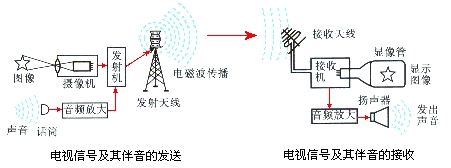 图像
摄像机
发射机
电磁波传播
发射天线
声音
话筒
音频放大
接收天线
接收机
显像管
显示图像
音频放大
扬声器
发出声音
电视信号及其伴音的发送
电视信号及其伴音的接收